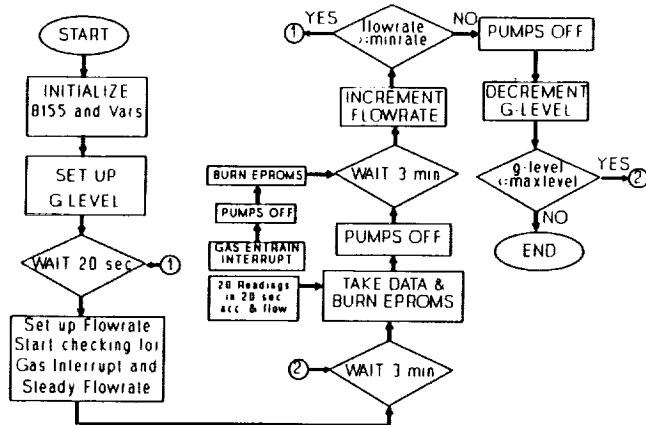 START
INITIALIZE
8155 and Vars
SET UP
G-LEVEL
WAIT 20 sec
1
Set up Flowrate
Start checking for
Gas Interrupt and
Steady Flowrate
1
YES
flowrate
>=minrate
NO
INCREMENT
FLOWRATE
BURN EPROMS
WAIT 3 min
PUMPS OFF
GAS ENTRAIN
INTERRUPT
PUMPS OFF
20 Readings
in 20 sec
acc. & flow
TAKE DATA &
BURN EPROMS
2
WAIT 3 min
PUMPS OFF
DECREMENT
G-LEVEL
g-level
<=maxlevel
YES
2
NO
END